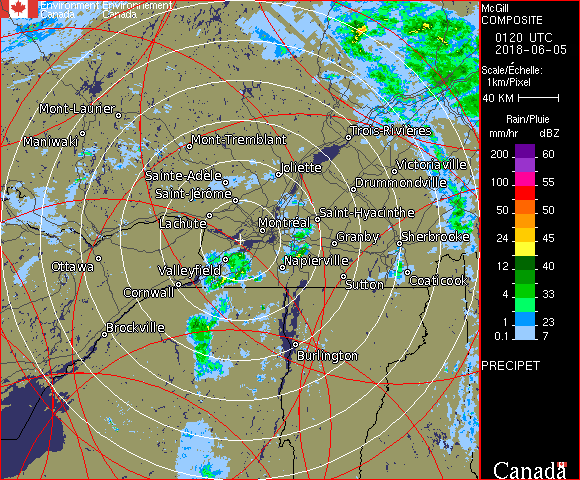 Environment Environnement
Canada Canada
Mont-Laurier
Maniwaki
Mont-Tremblant
Trois-Rivières
Sainte-Adèle
Joliette
Victoriaville
Saint-Jérôme
Drummondville
Lachute
Saint-Hyacinthe
Montréal
Granby
Sherbrooke
Ottawa
Valleyfield
Napierville
Cornwall
Sutton
Coaticook
Brockville
Burlington
McGill
COMPOSITE
0120 UTC
2018-06-05
Scale/Échelle:
1km/Pixel
40 KM
Rain/Pluie
mm/hr dBZ
200 60
100 55
50 50
24 45
12 40
4 33
1 23
0.1 7
PRECIPET
Canada